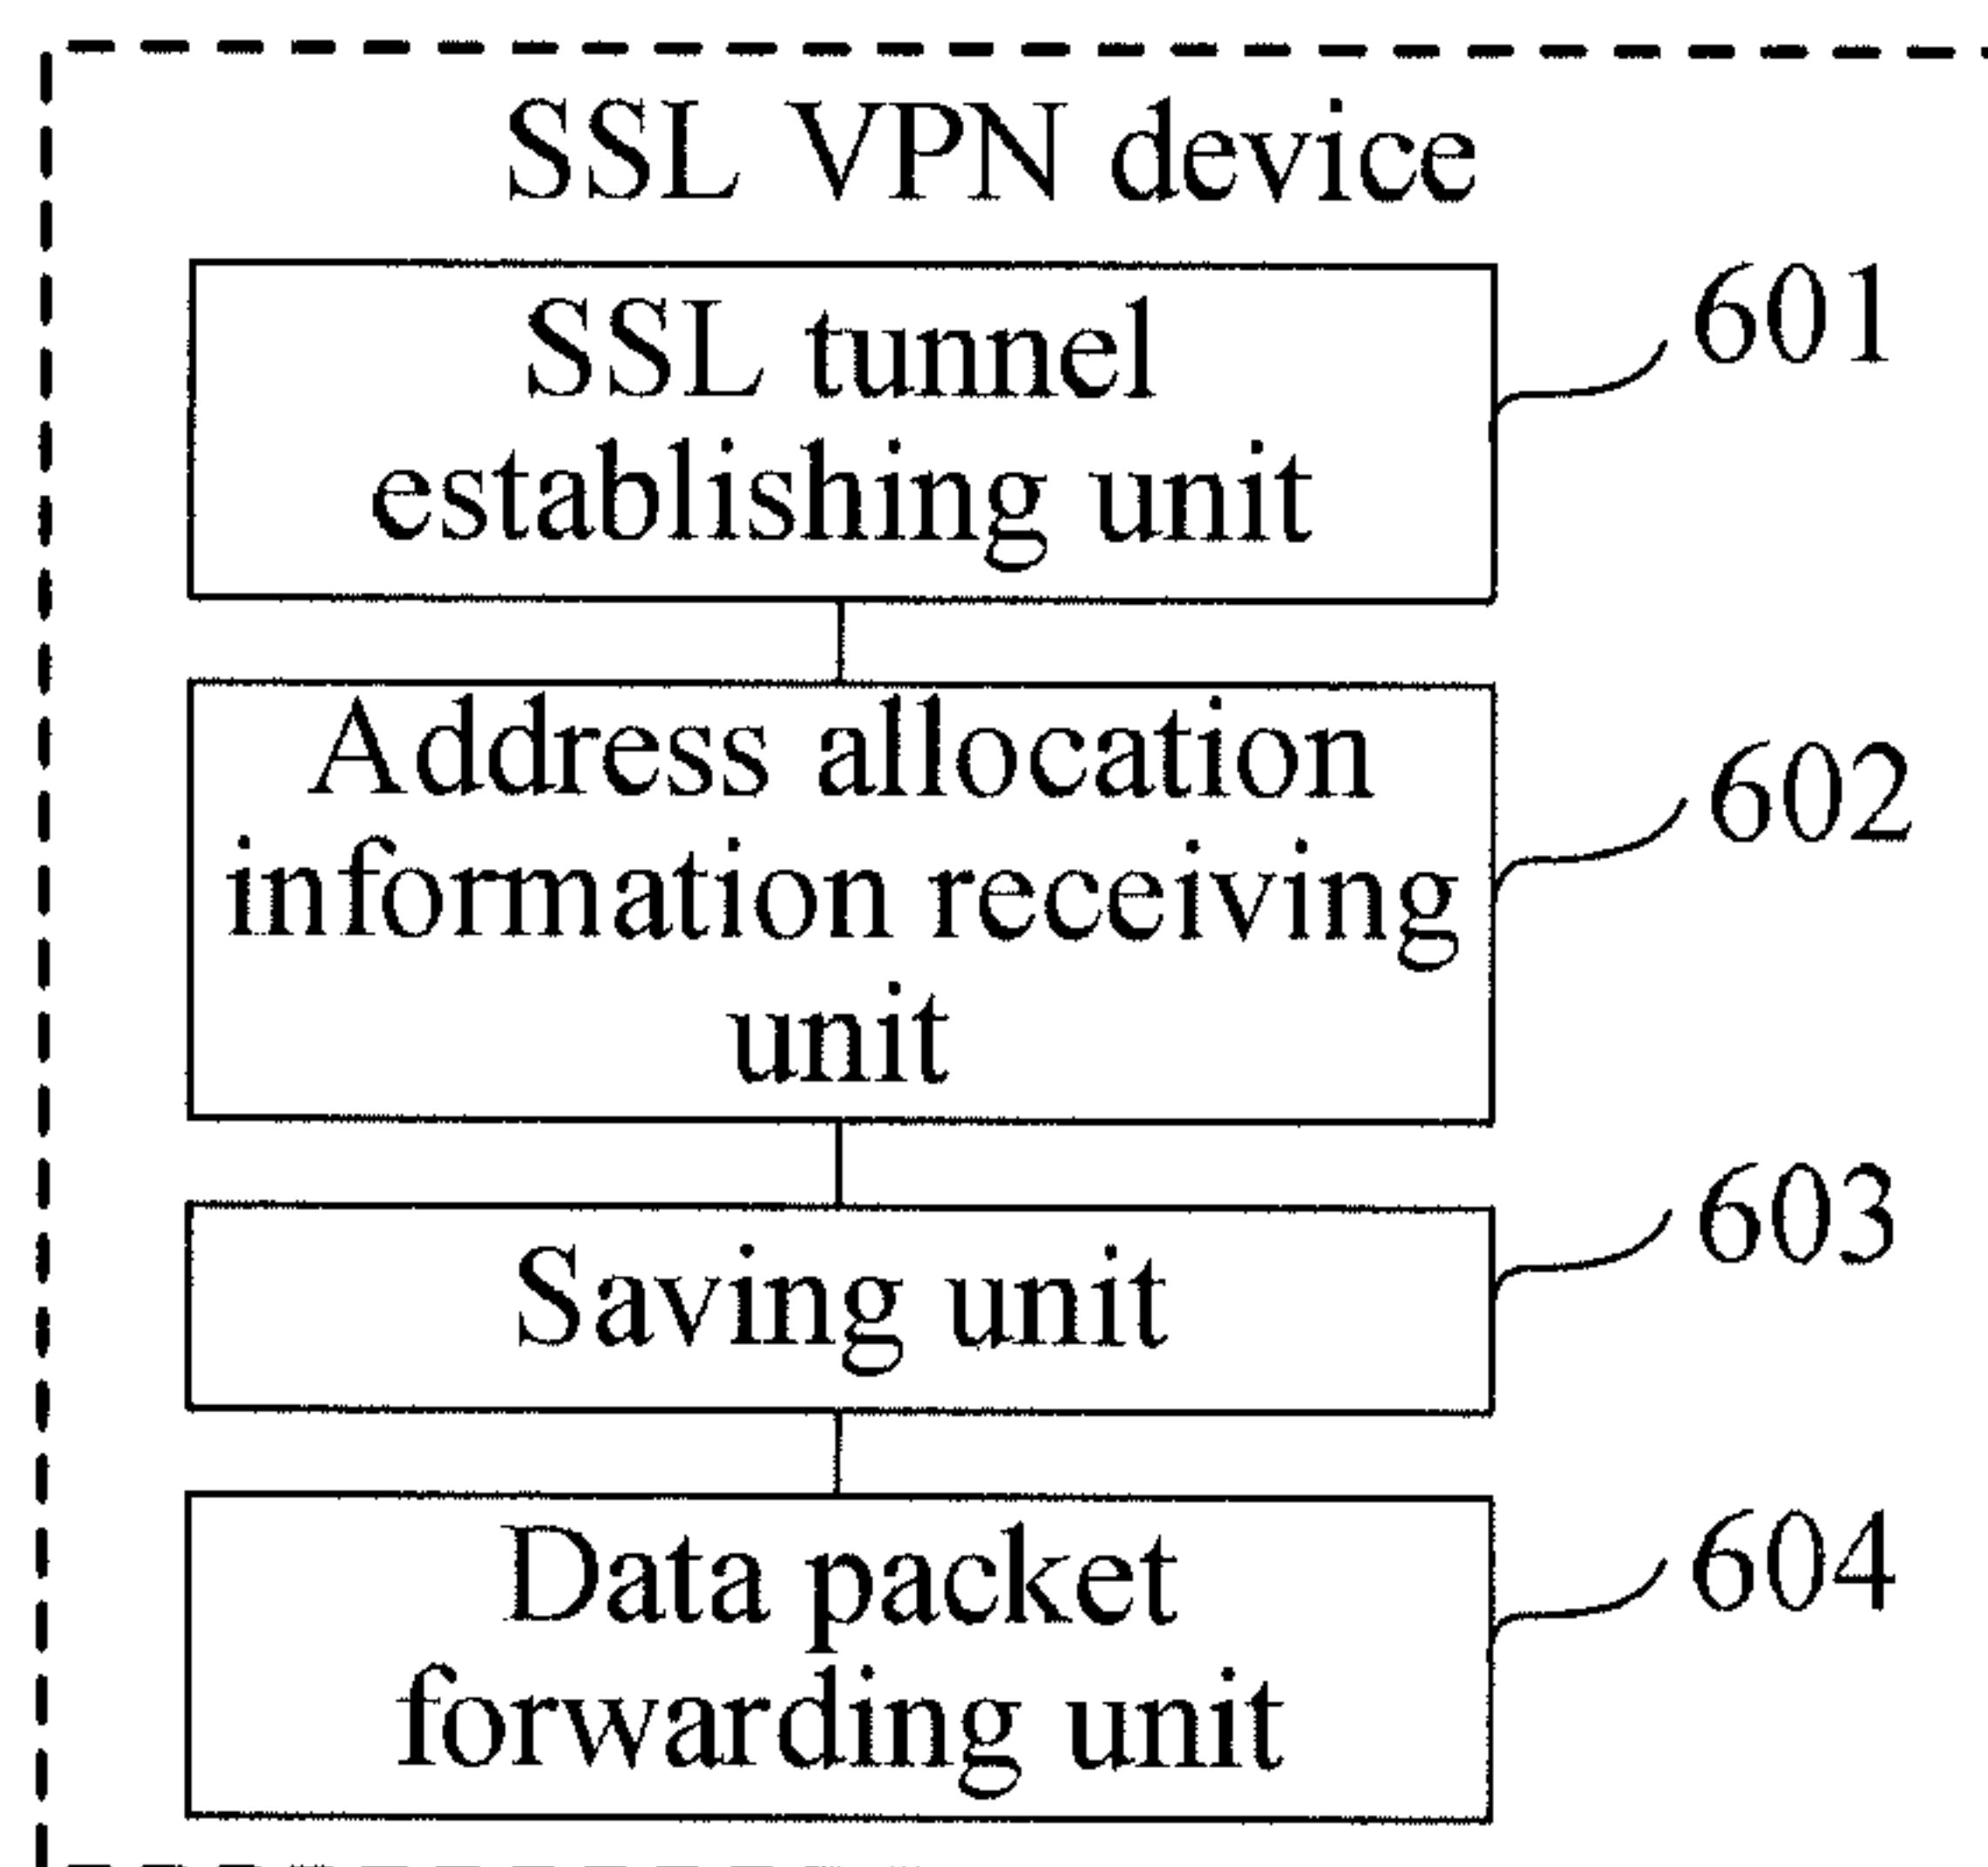 SSL VPN device
SSL tunnel
establishing unit
601
Address allocation
information receiving
unit
602
Saving unit
603
Data packet
forwarding unit
604